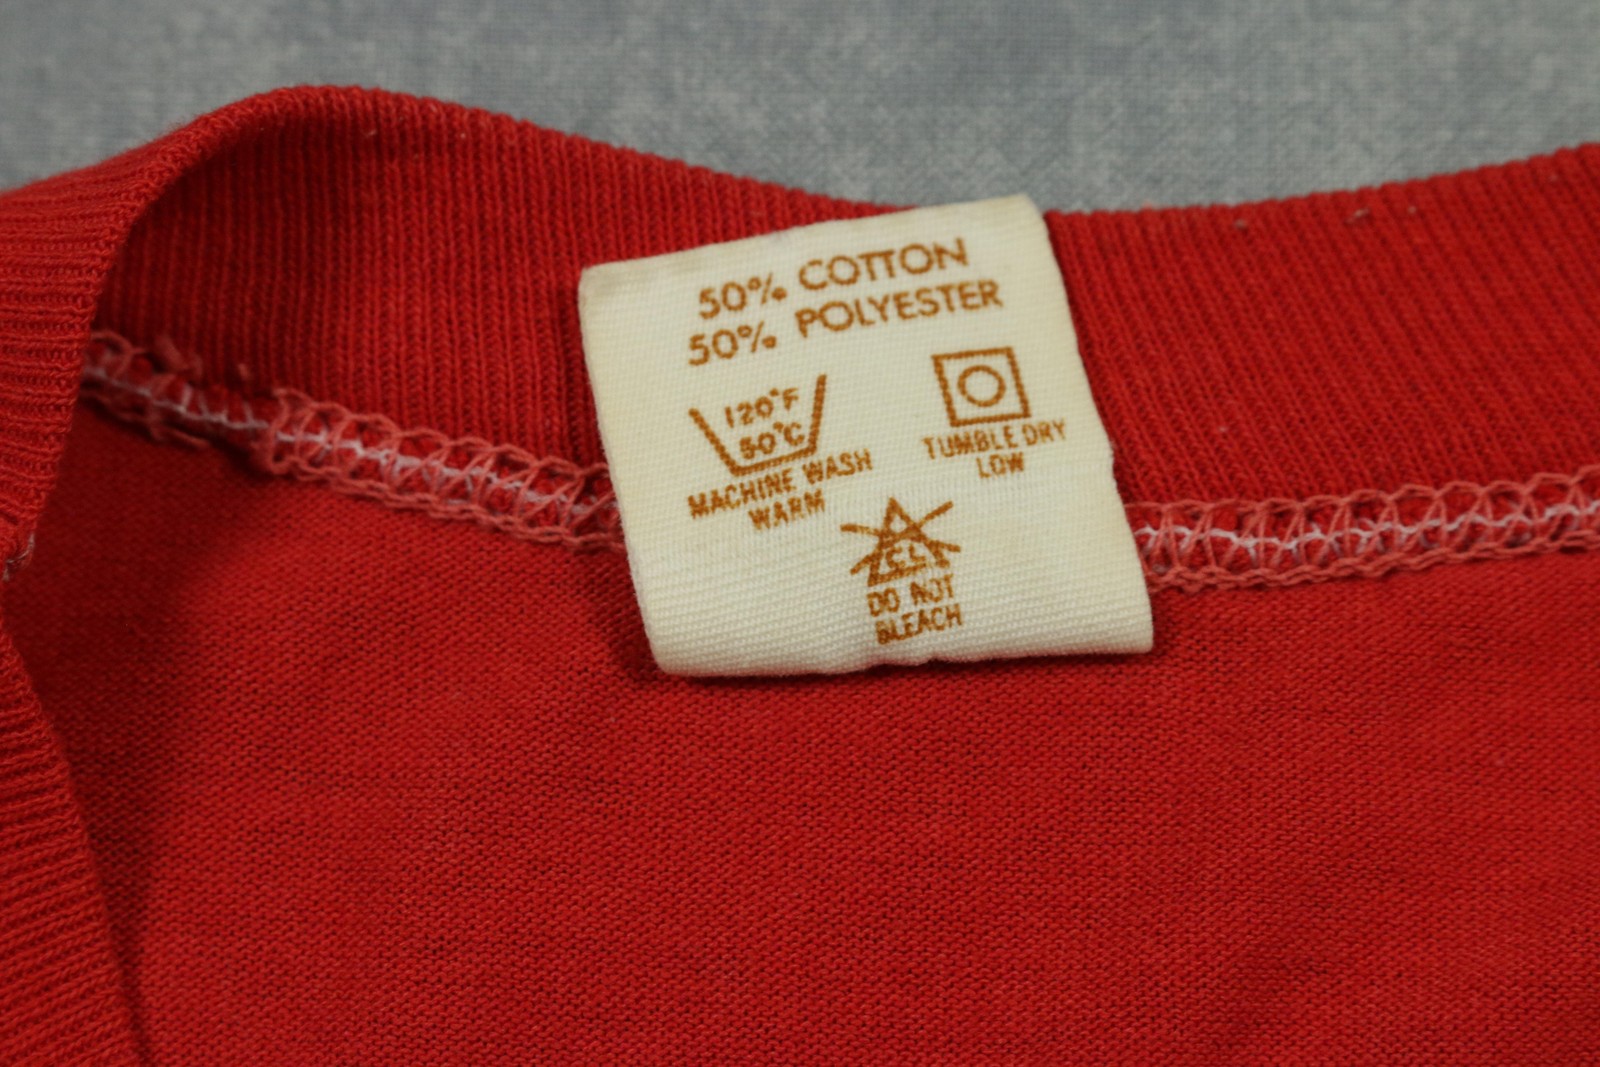 50% COTTON
50% POLYESTER
120°F
50°C
MACHINE WASH
WARM
TUMBLE DRY
LOW
CL
DO NOT
BLEACH